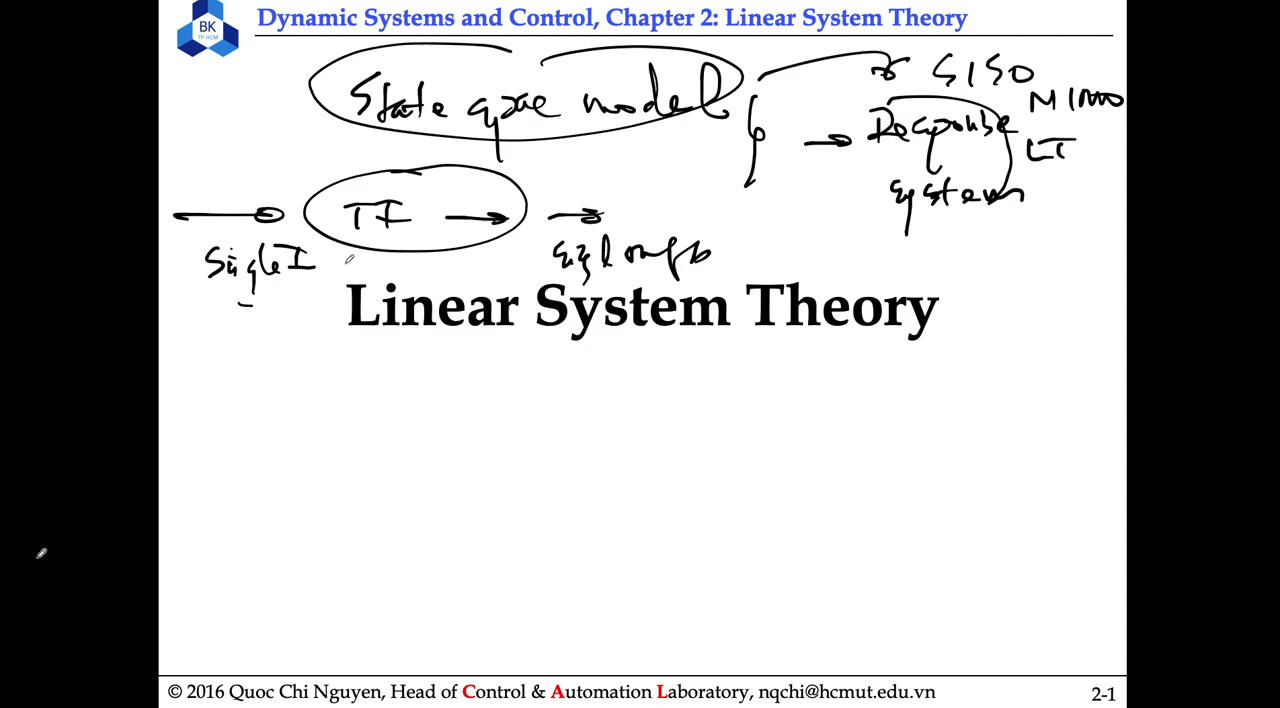 BK
TP HCM
Dynamic Systems and Control, Chapter 2: Linear System Theory
State space model
SISO
MIMO
Response
LT
system
TF
Single I
Linear System Theory
© 2016 Quoc Chi Nguyen, Head of Control & Automation Laboratory, nqchi@hcmut.edu.vn
2-1